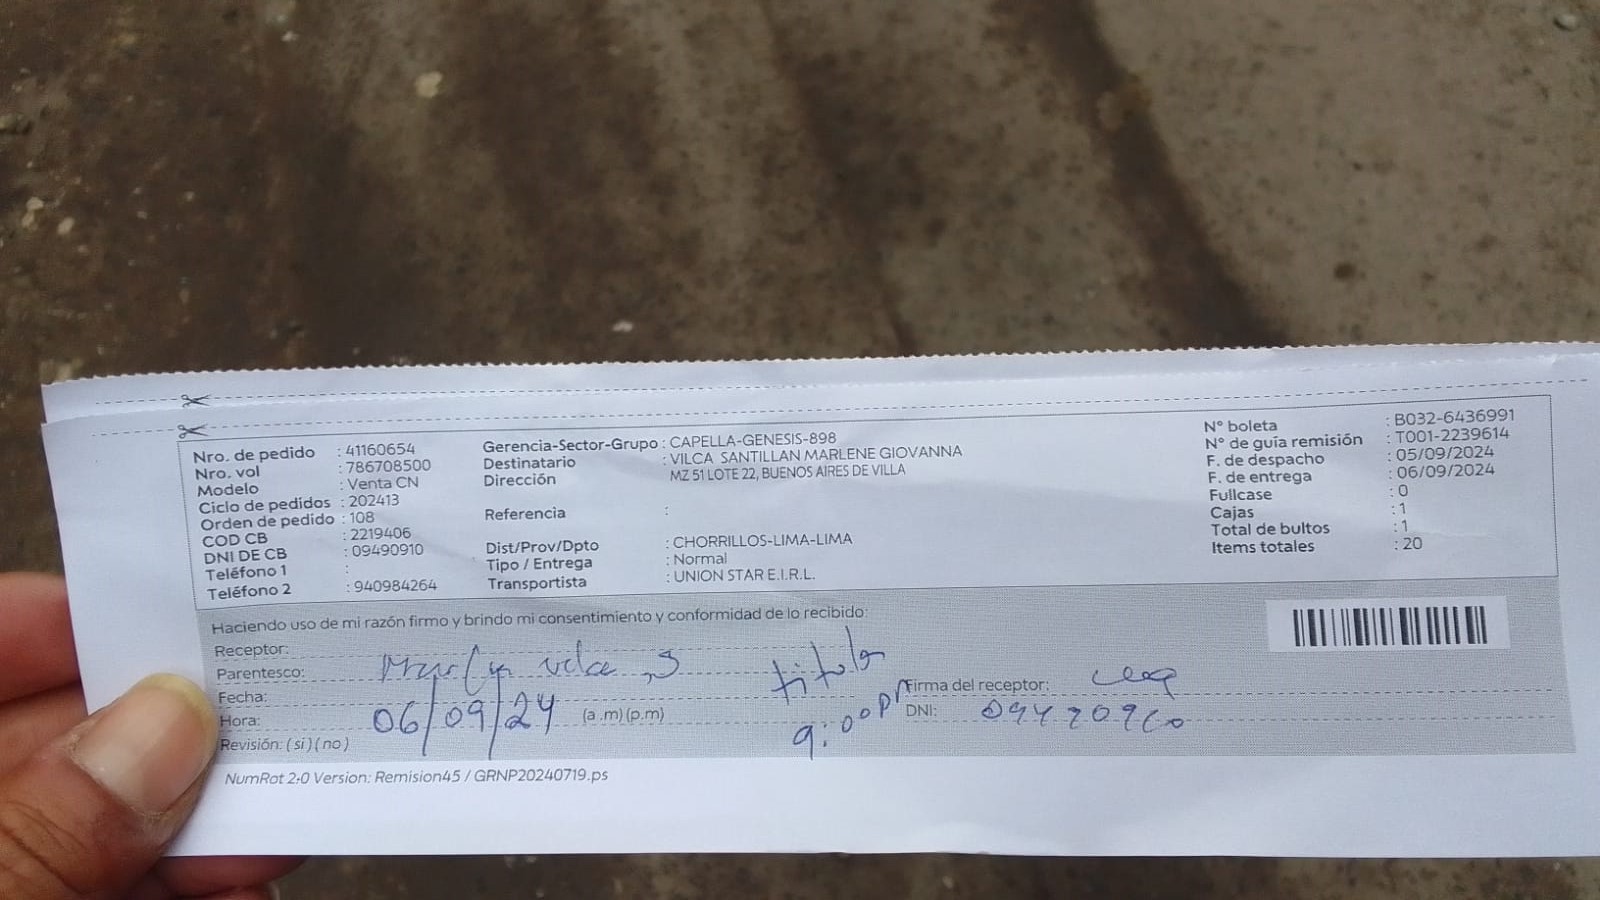 Nro. de pedido : 41160654
Nro. vol : 786708500
Modelo : Venta CN
Ciclo de pedidos : 202413
Orden de pedido : 108
COD CB : 2219406
DNI DE CB : 09490910
Teléfono 1 :
Teléfono 2 : 940984264
Gerencia-Sector-Grupo : CAPELLA-GENESIS-898
Destinatario : VILCA SANTILLAN MARLENE GIOVANNA
Dirección MZ 51 LOTE 22, BUENOS AIRES DE VILLA
Referencia :
Dist/Prov/Dpto : CHORRILLOS-LIMA-LIMA
Tipo / Entrega : Normal
Transportista : UNION STAR E.I.R.L.
N° boleta : B032-6436991
N° de guía remisión : T001-2239614
F. de despacho : 05/09/2024
F. de entrega : 06/09/2024
Fullcase : 0
Cajas : 1
Total de bultos : 1
Items totales : 20
Haciendo uso de mi razón firmo y brindo mi consentimiento y conformidad de lo recibido:
Receptor:
Parentesco: titular
Fecha: 06/09/24
Hora: (a.m)(p.m) 9:00 pm
Revisión: (si)(no)
Firma del receptor:
DNI:
NumRot 2.0 Version: Remision45 / GRNP20240719.ps